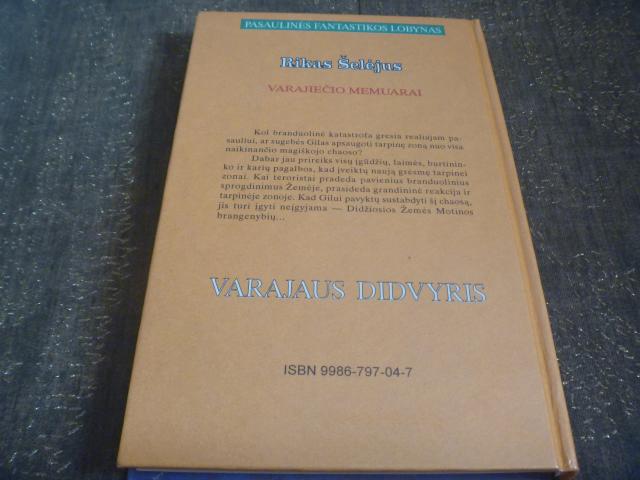 PASAULINĖS FANTASTIKOS LOBYNAS
Rikas Šelėjus
VARAJIEČIO MEMUARAI
Kol branduolinė katastrofa gresia realiajam pa-
sauliui, ar sugebės Gilas apsaugoti tarpinę zoną nuo visa
naikinančio magiškojo chaoso?
Dabar jau prireiks visų įgūdžių, laimės, burtinin-
ko ir karių pagalbos, kad įveiktų naują grėsmę tarpinei
zonai. Kai teroristai pradeda pavienius branduolinius
sprogdinimus Žemėje, prasideda grandininė reakcija ir
tarpinėje zonoje. Kad Gilui pavyktų sustabdyti šį chaosą,
jis turi įgyti neįgyjama — Didžiosios Žemės Motinos
brangenybių...
VARAJAUS DIDVYRIS
ISBN 9986-797-04-7